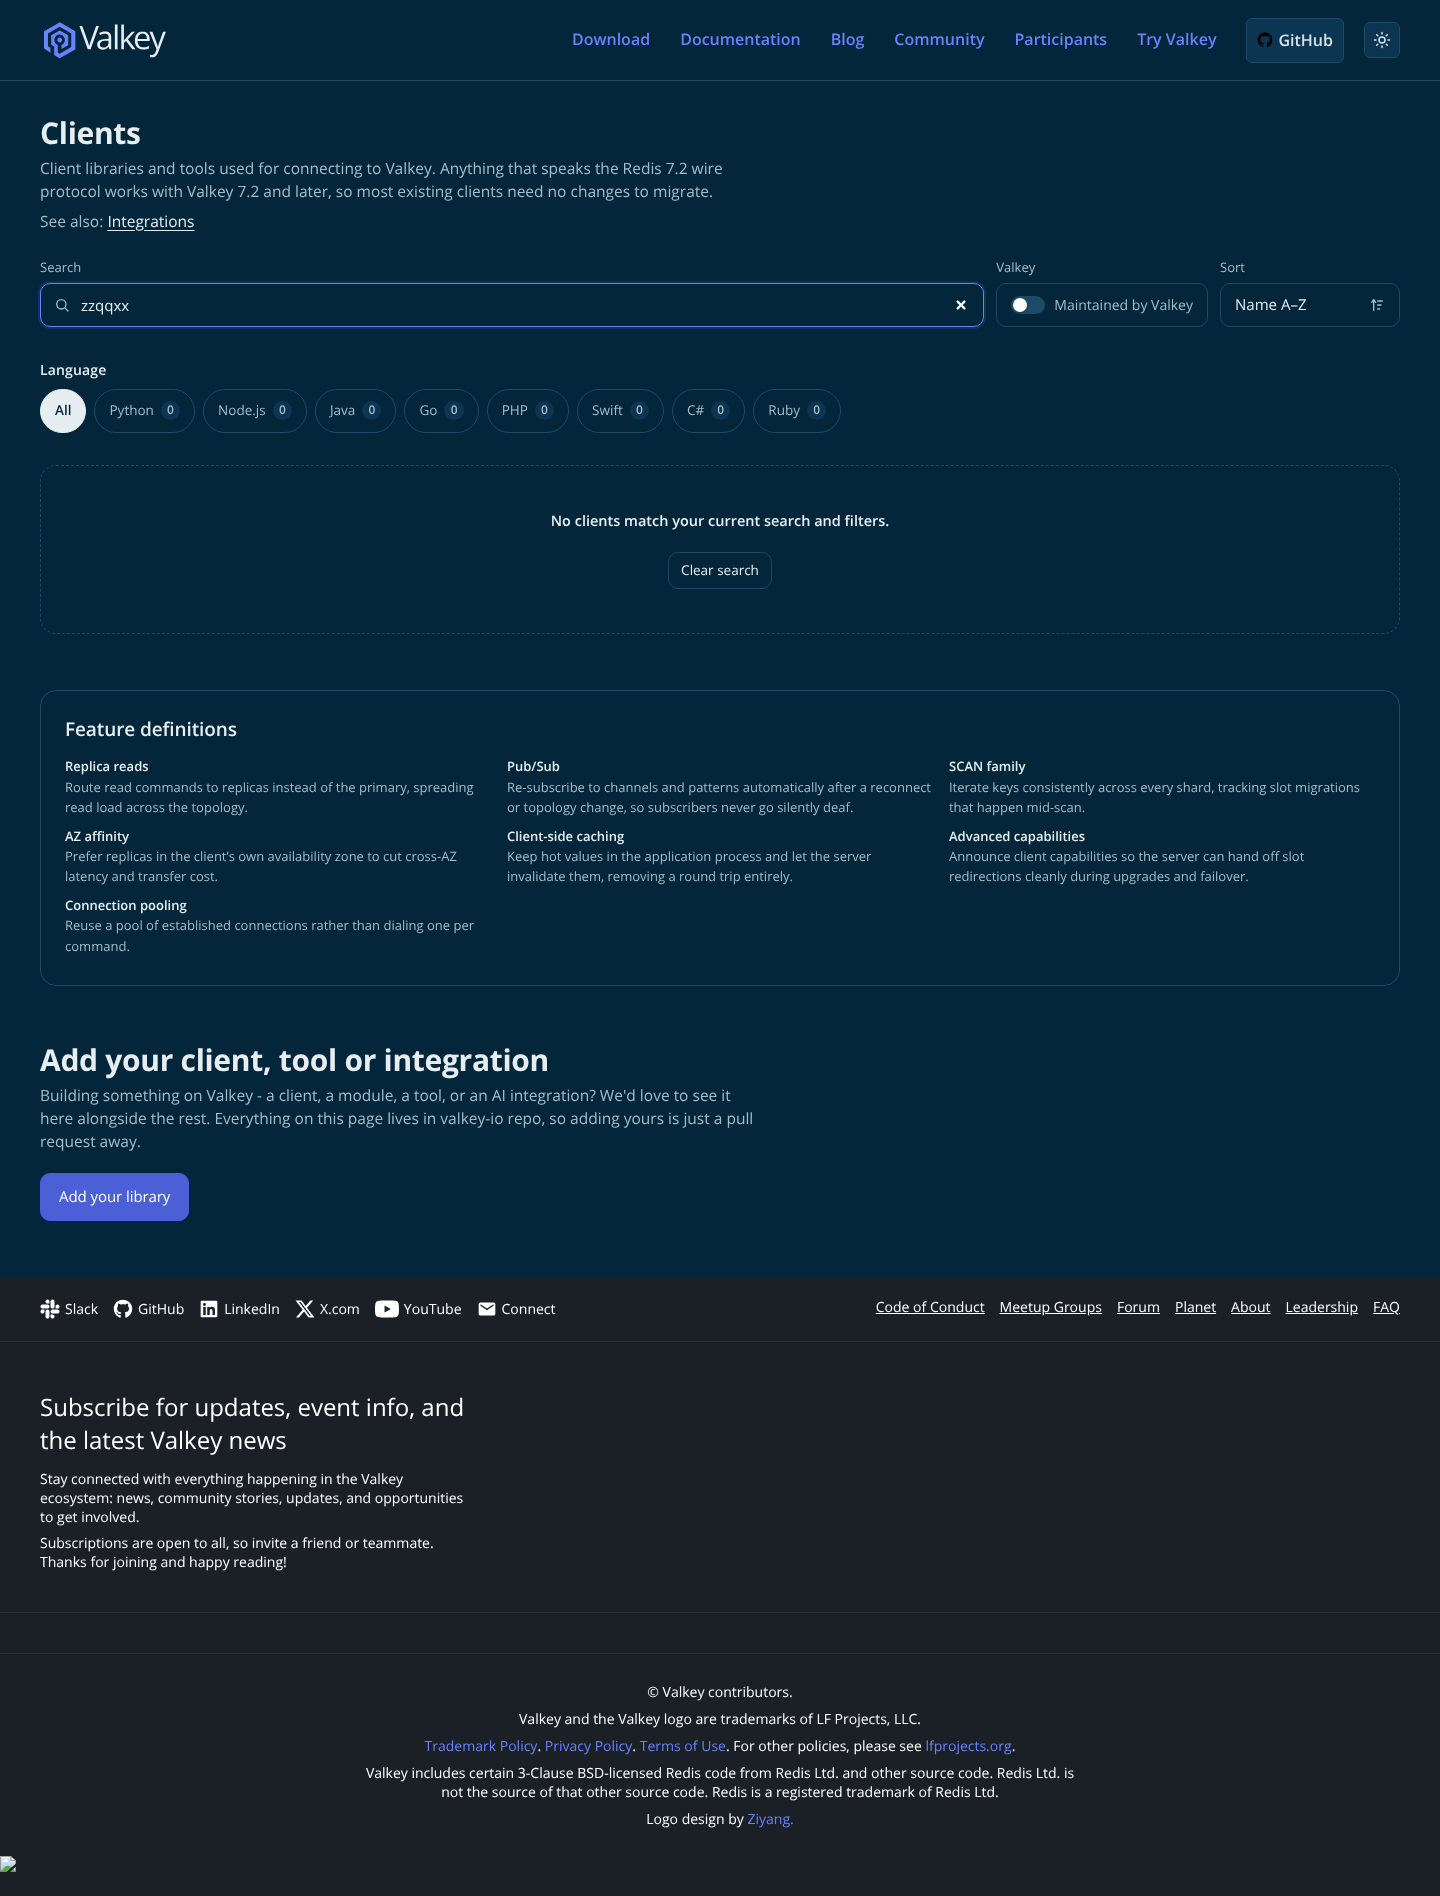 Valkey
Download Documentation Blog Community Participants Try Valkey GitHub
Clients
Client libraries and tools used for connecting to Valkey. Anything that speaks the Redis 7.2 wire
protocol works with Valkey 7.2 and later, so most existing clients need no changes to migrate.
See also: Integrations
Search
zzqqxx
Valkey
Maintained by Valkey
Sort
Name A–Z
Language
All Python 0 Node.js 0 Java 0 Go 0 PHP 0 Swift 0 C# 0 Ruby 0
No clients match your current search and filters.
Clear search
Feature definitions
Replica reads
Route read commands to replicas instead of the primary, spreading
read load across the topology.
Pub/Sub
Re-subscribe to channels and patterns automatically after a reconnect
or topology change, so subscribers never go silently deaf.
SCAN family
Iterate keys consistently across every shard, tracking slot migrations
that happen mid-scan.
AZ affinity
Prefer replicas in the client's own availability zone to cut cross-AZ
latency and transfer cost.
Client-side caching
Keep hot values in the application process and let the server
invalidate them, removing a round trip entirely.
Advanced capabilities
Announce client capabilities so the server can hand off slot
redirections cleanly during upgrades and failover.
Connection pooling
Reuse a pool of established connections rather than dialing one per
command.
Add your client, tool or integration
Building something on Valkey - a client, a module, a tool, or an AI integration? We'd love to see it
here alongside the rest. Everything on this page lives in valkey-io repo, so adding yours is just a pull
request away.
Add your library
Slack GitHub LinkedIn X.com YouTube Connect
Code of Conduct Meetup Groups Forum Planet About Leadership FAQ
Subscribe for updates, event info, and
the latest Valkey news
Stay connected with everything happening in the Valkey
ecosystem: news, community stories, updates, and opportunities
to get involved.
Subscriptions are open to all, so invite a friend or teammate.
Thanks for joining and happy reading!
© Valkey contributors.
Valkey and the Valkey logo are trademarks of LF Projects, LLC.
Trademark Policy. Privacy Policy. Terms of Use. For other policies, please see lfprojects.org.
Valkey includes certain 3-Clause BSD-licensed Redis code from Redis Ltd. and other source code. Redis Ltd. is
not the source of that other source code. Redis is a registered trademark of Redis Ltd.
Logo design by Ziyang.